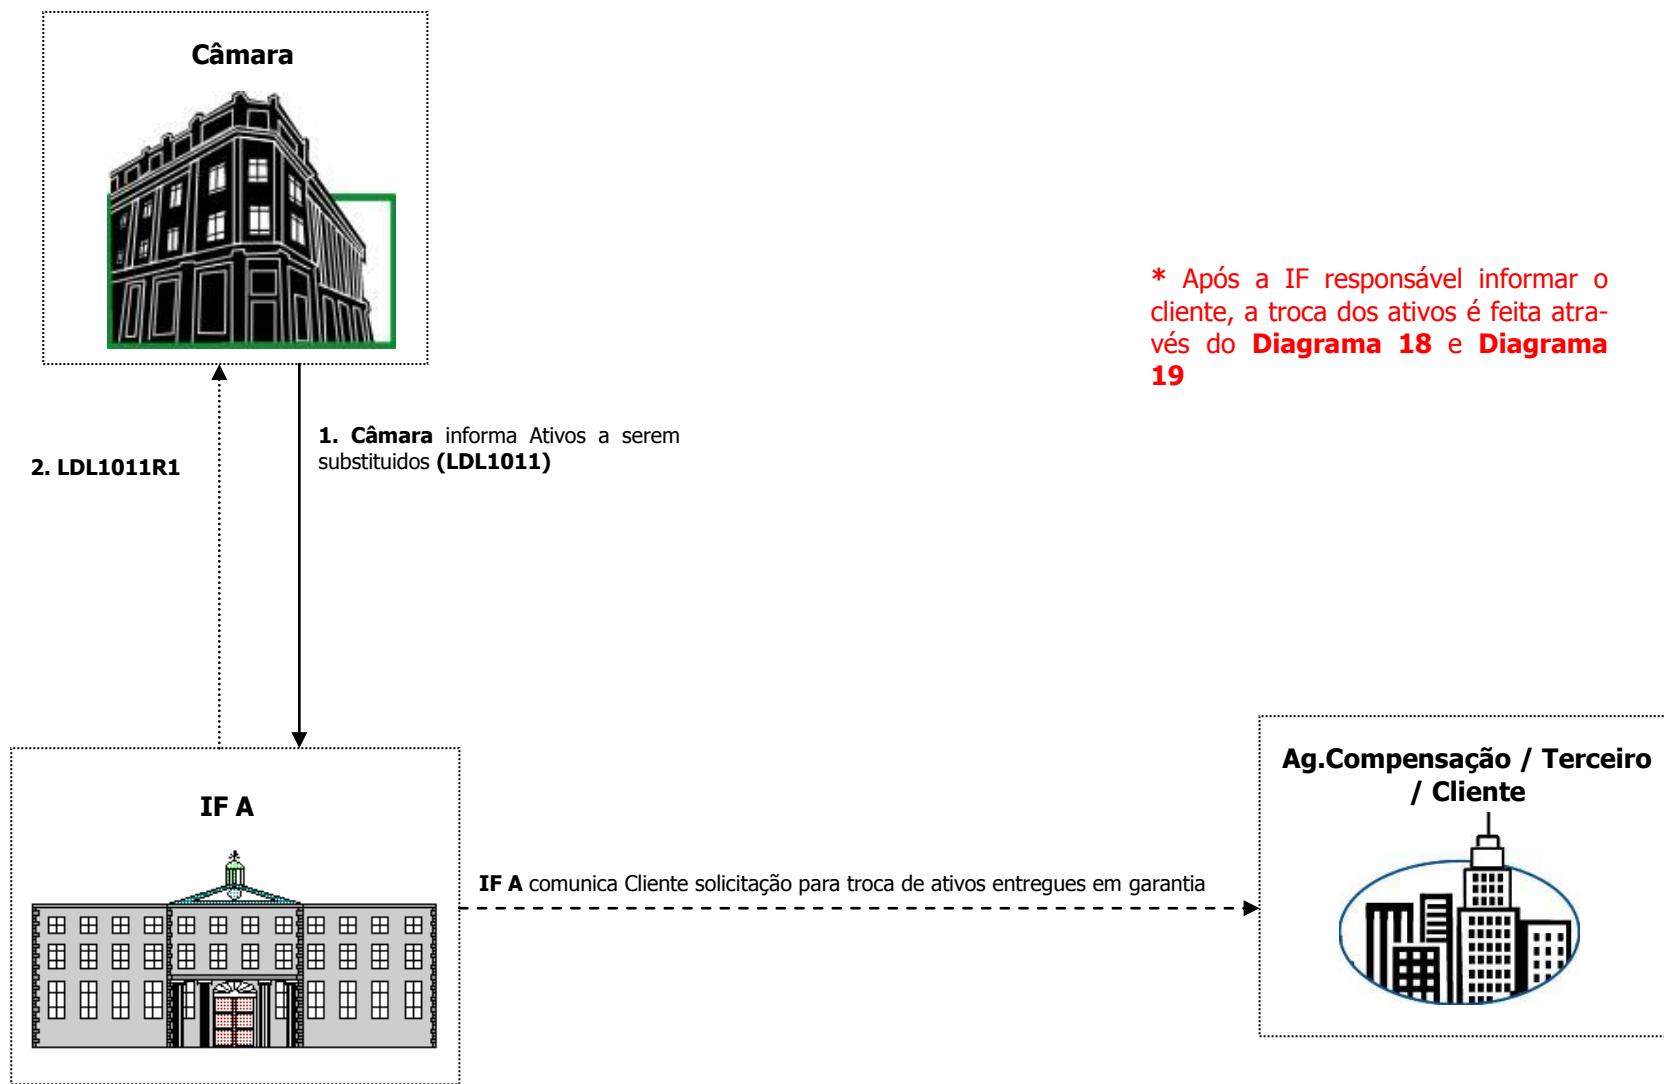 Câmara
* Após a IF responsável informar o
cliente, a troca dos ativos é feita atra-
vés do Diagrama 18 e Diagrama
19
1. Câmara informa Ativos a serem
substituidos (LDL1011)
2. LDL1011R1
IF A
IF A comunica Cliente solicitação para troca de ativos entregues em garantia
Ag.Compensação / Terceiro
/ Cliente